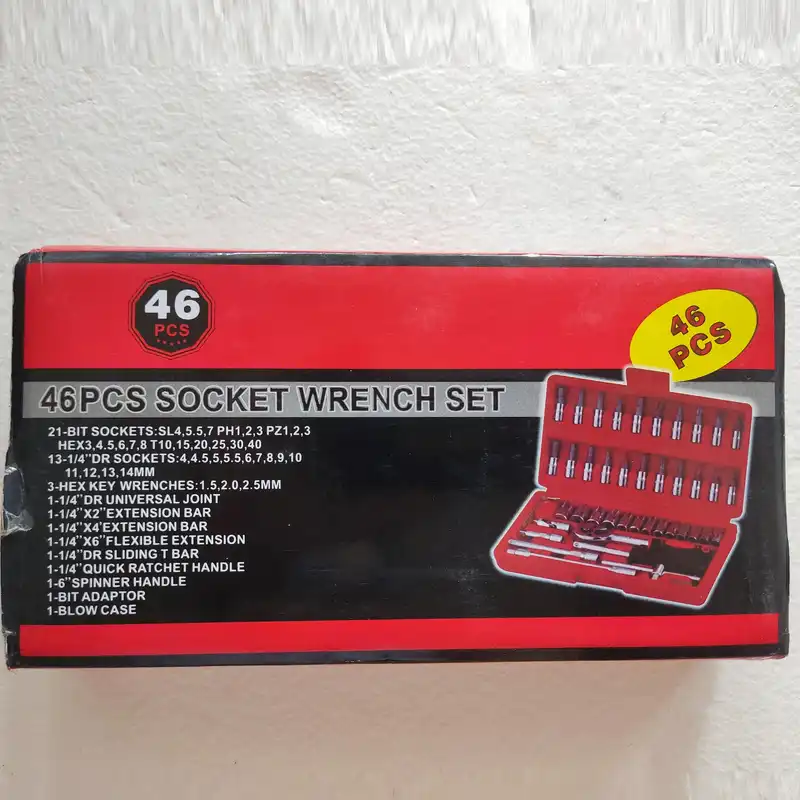 46
PCS
46
PCS
46PCS SOCKET WRENCH SET
21-BIT SOCKETS:SL4,5.5,7 PH1,2,3 PZ1,2,3
HEX3,4,5,6,7,8 T10,15,20,25,30,40
13-1/4"DR SOCKETS:4,4.5,5,5.5,6,7,8,9,10
11,12,13,14MM
3-HEX KEY WRENCHES:1.5,2.0,2.5MM
1-1/4"DR UNIVERSAL JOINT
1-1/4"X2"EXTENSION BAR
1-1/4"X4'EXTENSION BAR
1-1/4"X6"FLEXIBLE EXTENSION
1-1/4"DR SLIDING T BAR
1-1/4"QUICK RATCHET HANDLE
1-6"SPINNER HANDLE
1-BIT ADAPTOR
1-BLOW CASE